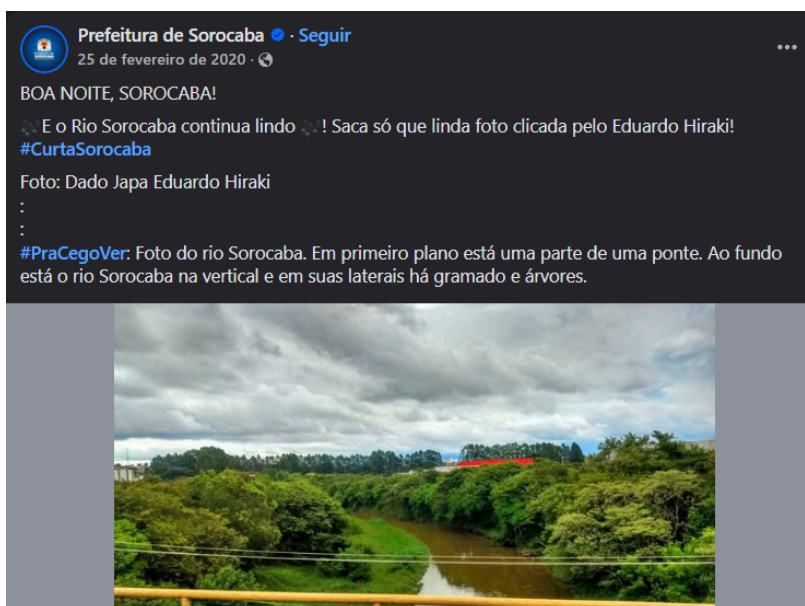 Prefeitura de Sorocaba · Seguir
25 de fevereiro de 2020 ·
BOA NOITE, SOROCABA!
🎶E o Rio Sorocaba continua lindo 🎶! Saca só que linda foto clicada pelo Eduardo Hiraki!
#CurtaSorocaba
Foto: Dado Japa Eduardo Hiraki
:
:
#PraCegoVer: Foto do rio Sorocaba. Em primeiro plano está uma parte de uma ponte. Ao fundo
está o rio Sorocaba na vertical e em suas laterais há gramado e árvores.